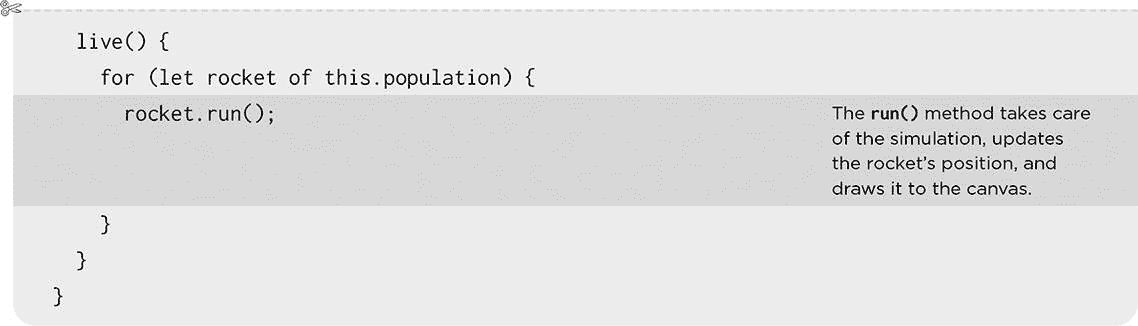 live() {
for (let rocket of this.population) {
rocket.run();
The run() method takes care
of the simulation, updates
the rocket’s position, and
draws it to the canvas.
}
}
}